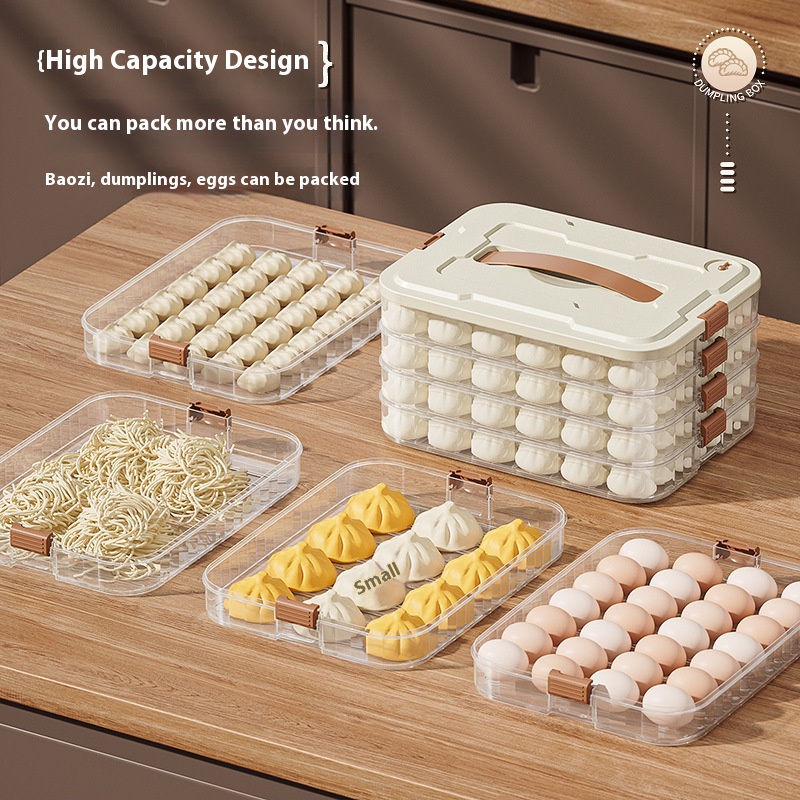 {High Capacity Design}
You can pack more than you think.
Baozi, dumplings, eggs can be packed
DUMPLING BOX
Small